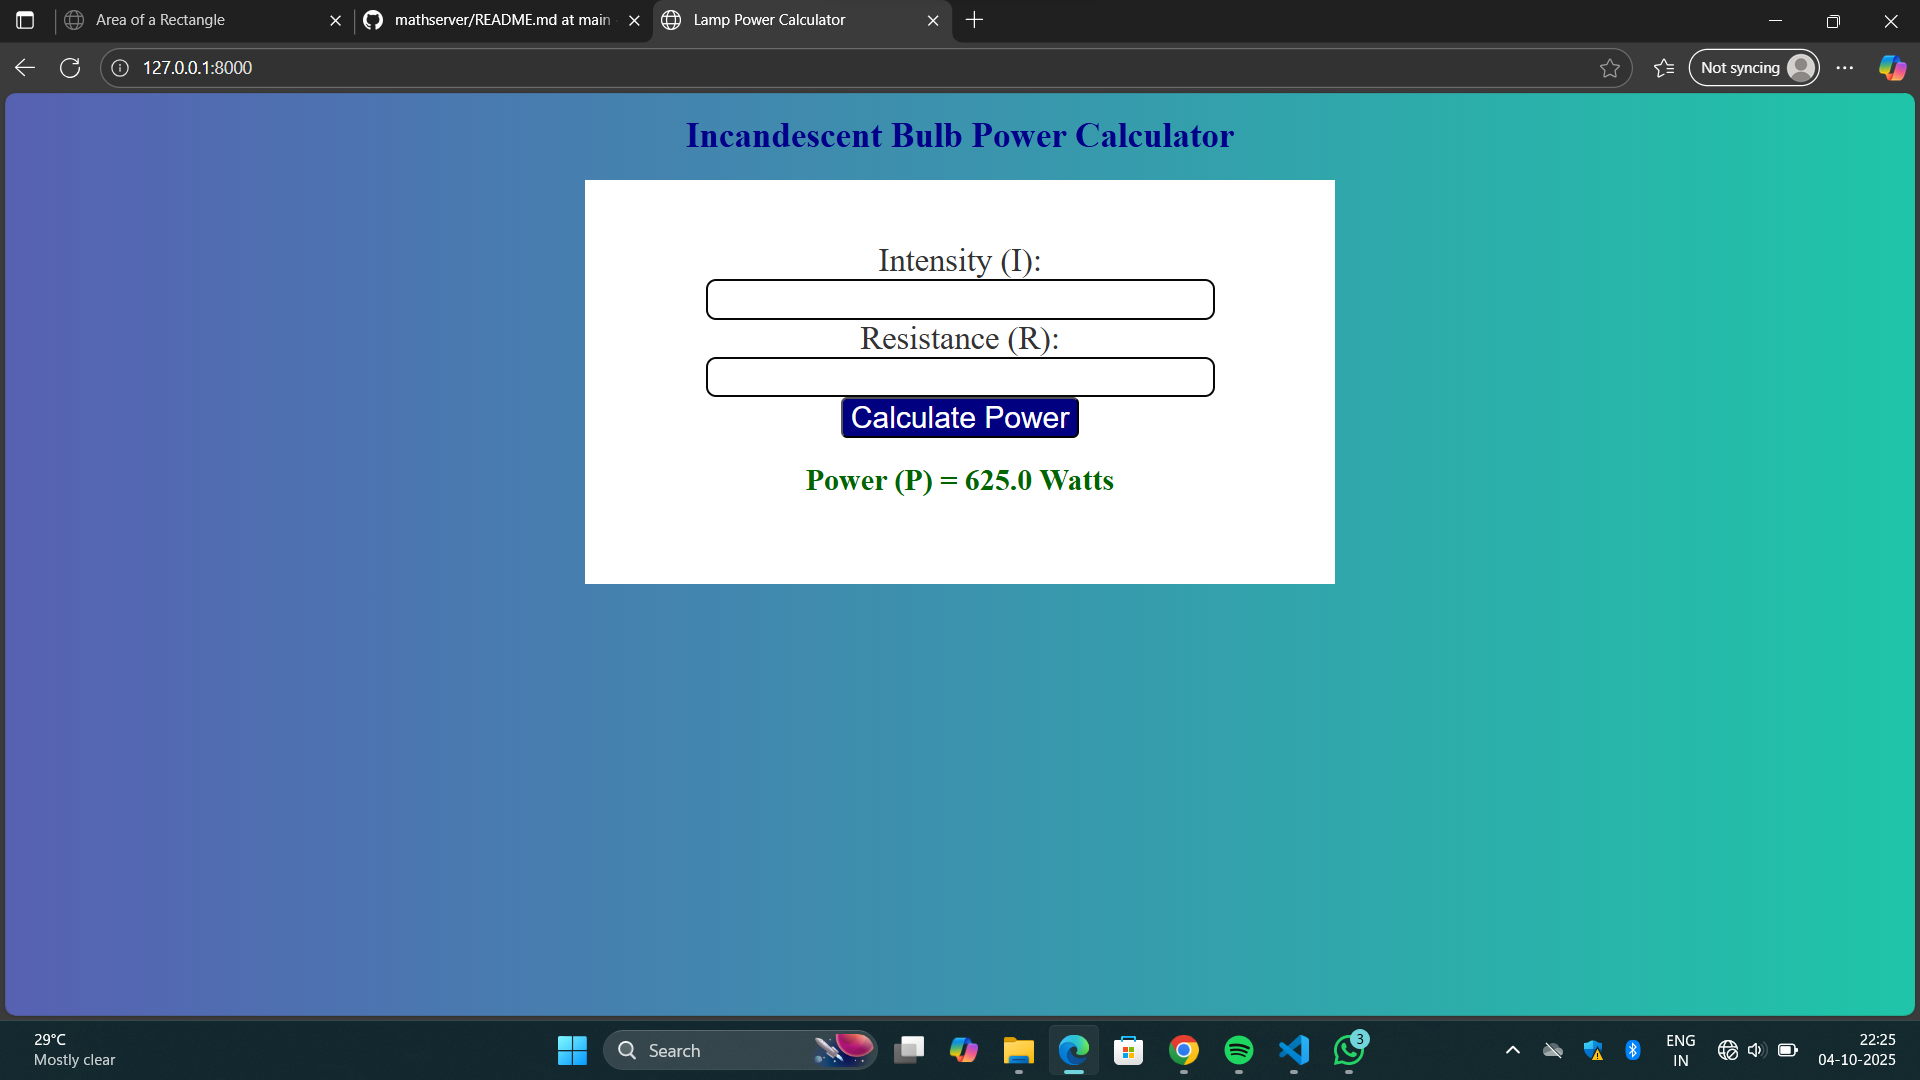 Area of a Rectangle
mathserver/README.md at main
Lamp Power Calculator
127.0.0.1:8000
Not syncing
Incandescent Bulb Power Calculator
Intensity (I):
Resistance (R):
Calculate Power
Power (P) = 625.0 Watts
29°C
Mostly clear
Search
3
ENG
IN
22:25
04-10-2025